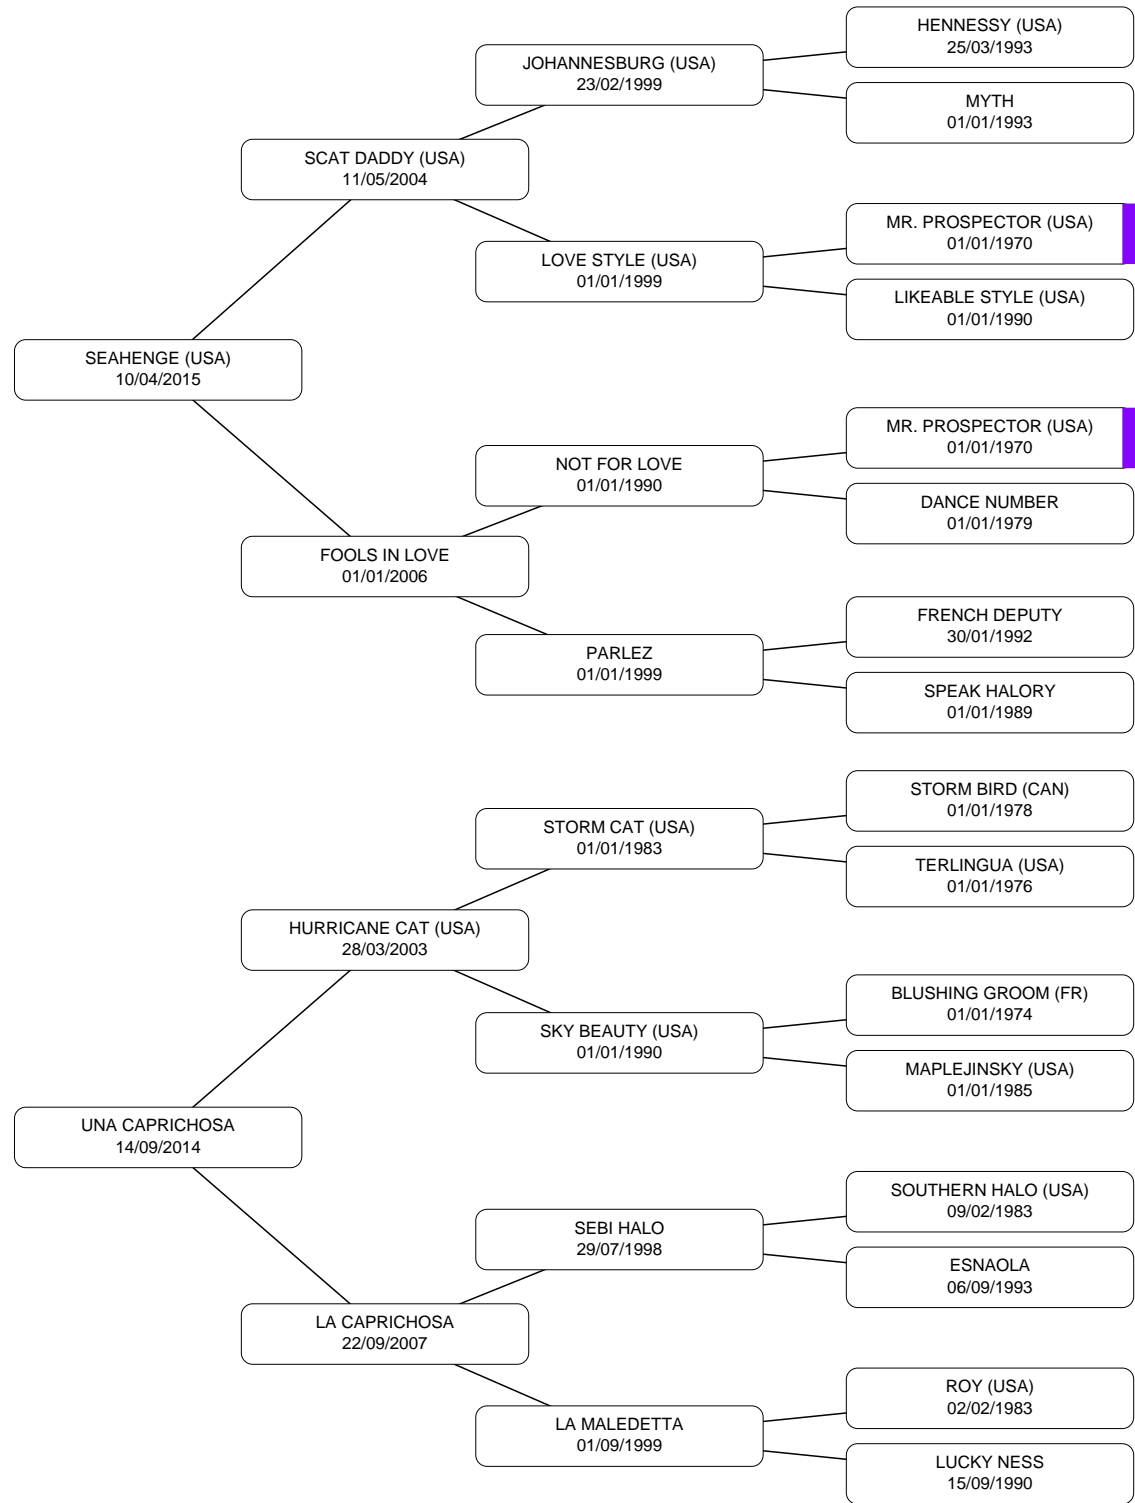 HENNESSY (USA)
25/03/1993
JOHANNESBURG (USA)
23/02/1999
MYTH
01/01/1993
SCAT DADDY (USA)
11/05/2004
MR. PROSPECTOR (USA)
01/01/1970
LOVE STYLE (USA)
01/01/1999
LIKEABLE STYLE (USA)
01/01/1990
SEAHENGE (USA)
10/04/2015
MR. PROSPECTOR (USA)
01/01/1970
NOT FOR LOVE
01/01/1990
DANCE NUMBER
01/01/1979
FOOLS IN LOVE
01/01/2006
FRENCH DEPUTY
30/01/1992
PARLEZ
01/01/1999
SPEAK HALORY
01/01/1989
STORM BIRD (CAN)
01/01/1978
STORM CAT (USA)
01/01/1983
TERLINGUA (USA)
01/01/1976
HURRICANE CAT (USA)
28/03/2003
BLUSHING GROOM (FR)
01/01/1974
SKY BEAUTY (USA)
01/01/1990
MAPLEJINSKY (USA)
01/01/1985
UNA CAPRICHOSA
14/09/2014
SOUTHERN HALO (USA)
09/02/1983
SEBI HALO
29/07/1998
ESNAOLA
06/09/1993
LA CAPRICHOSA
22/09/2007
ROY (USA)
02/02/1983
LA MALEDETTA
01/09/1999
LUCKY NESS
15/09/1990